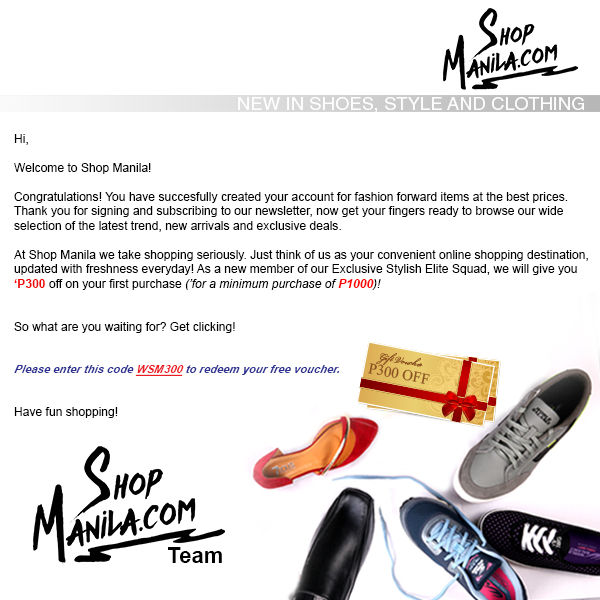 SHOP
MANILA.COM
NEW IN SHOES, STYLE AND CLOTHING
Hi,
Welcome to Shop Manila!
Congratulations! You have succesfully created your account for fashion forward items at the best prices.
Thank you for signing and subscribing to our newsletter, now get your fingers ready to browse our wide
selection of the latest trend, new arrivals and exclusive deals.
At Shop Manila we take shopping seriously. Just think of us as your convenient online shopping destination,
updated with freshness everyday! As a new member of our Exclusive Stylish Elite Squad, we will give you
‘P300 off on your first purchase (’for a minimum purchase of P1000)!
So what are you waiting for? Get clicking!
Please enter this code WSM300 to redeem your free voucher.
Gift Voucher
P300 OFF
Have fun shopping!
SHOP
MANILA.COM
Team